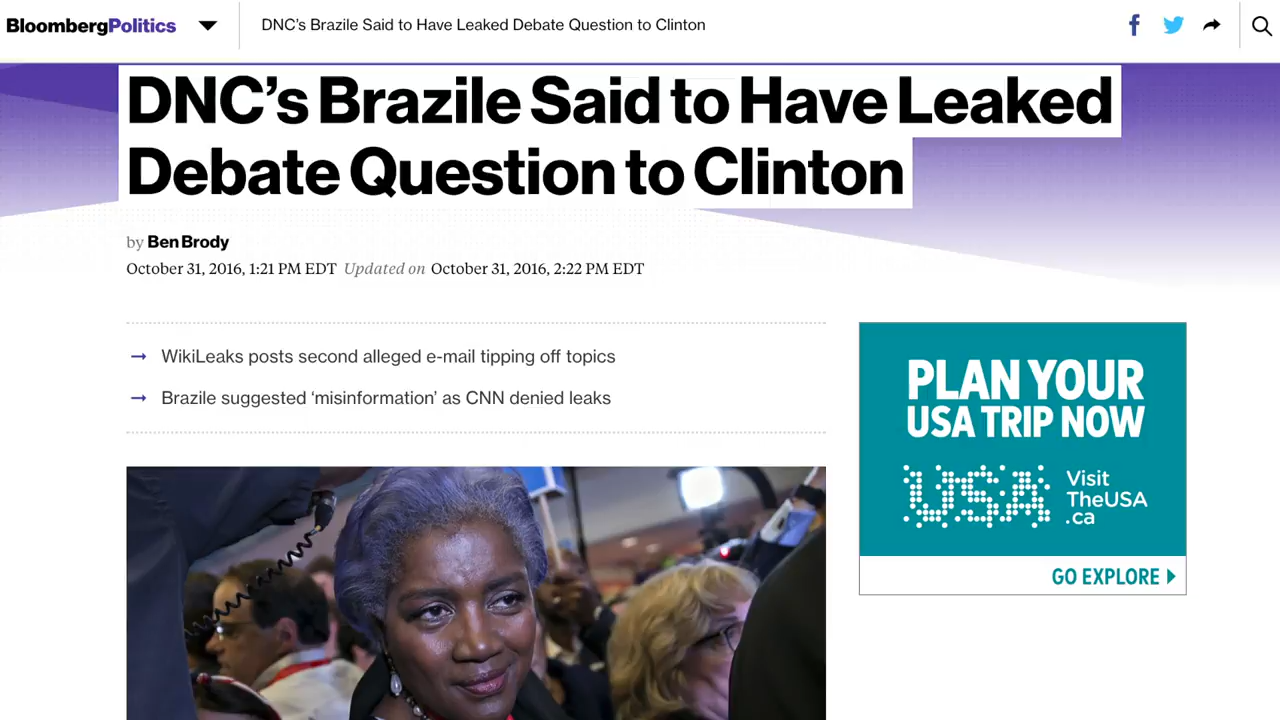 BloombergPolitics
DNC’s Brazile Said to Have Leaked Debate Question to Clinton
DNC’s Brazile Said to Have Leaked
Debate Question to Clinton
by Ben Brody
October 31, 2016, 1:21 PM EDT Updated on October 31, 2016, 2:22 PM EDT
→ WikiLeaks posts second alleged e-mail tipping off topics
→ Brazile suggested ‘misinformation’ as CNN denied leaks
PLAN YOUR
USA TRIP NOW
USA
Visit
TheUSA
.ca
GO EXPLORE